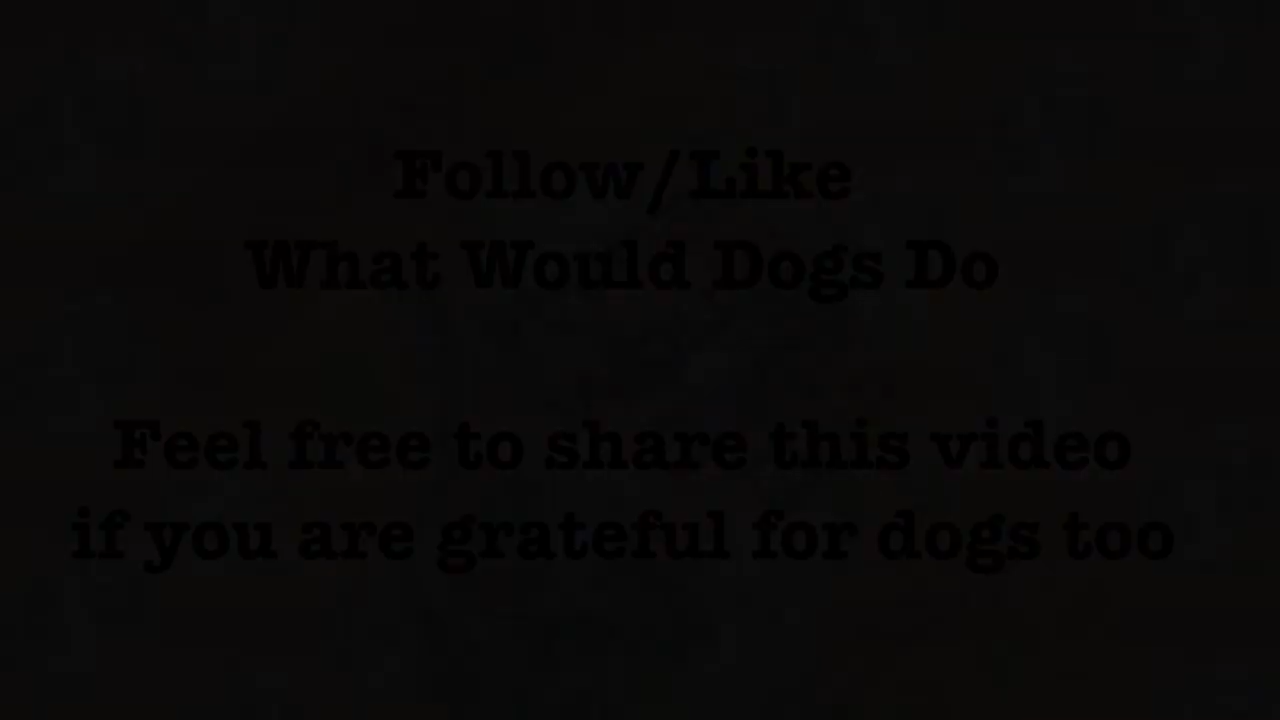 Follow/Like
What Would Dogs Do
Feel free to share this video
if you are grateful for dogs too